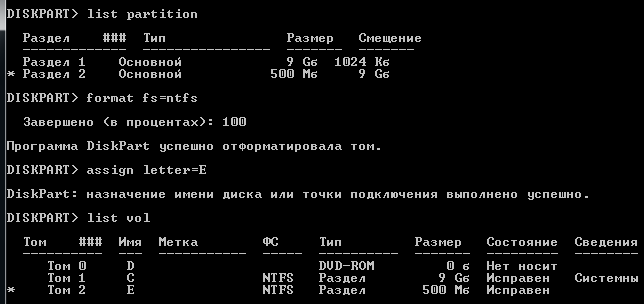 DISKPART> list partition
Раздел ### Тип Размер Смещение
------------- ---------------- ------- -------
Раздел 1 Основной 9 Gб 1024 Kб
* Раздел 2 Основной 500 Mб 9 Gб
DISKPART> format fs=ntfs
Завершено (в процентах): 100
Программа DiskPart успешно отформатировала том.
DISKPART> assign letter=E
DiskPart: назначение имени диска или точки подключения выполнено успешно.
DISKPART> list vol
Том ### Имя Метка ФС Тип Размер Состояние Сведения
---------- --- ----------- ----- ---------- ------- --------- --------
Том 0 D DVD-ROM 0 б Нет носит
Том 1 C NTFS Раздел 9 Gб Исправен Системны
* Том 2 E NTFS Раздел 500 Mб Исправен